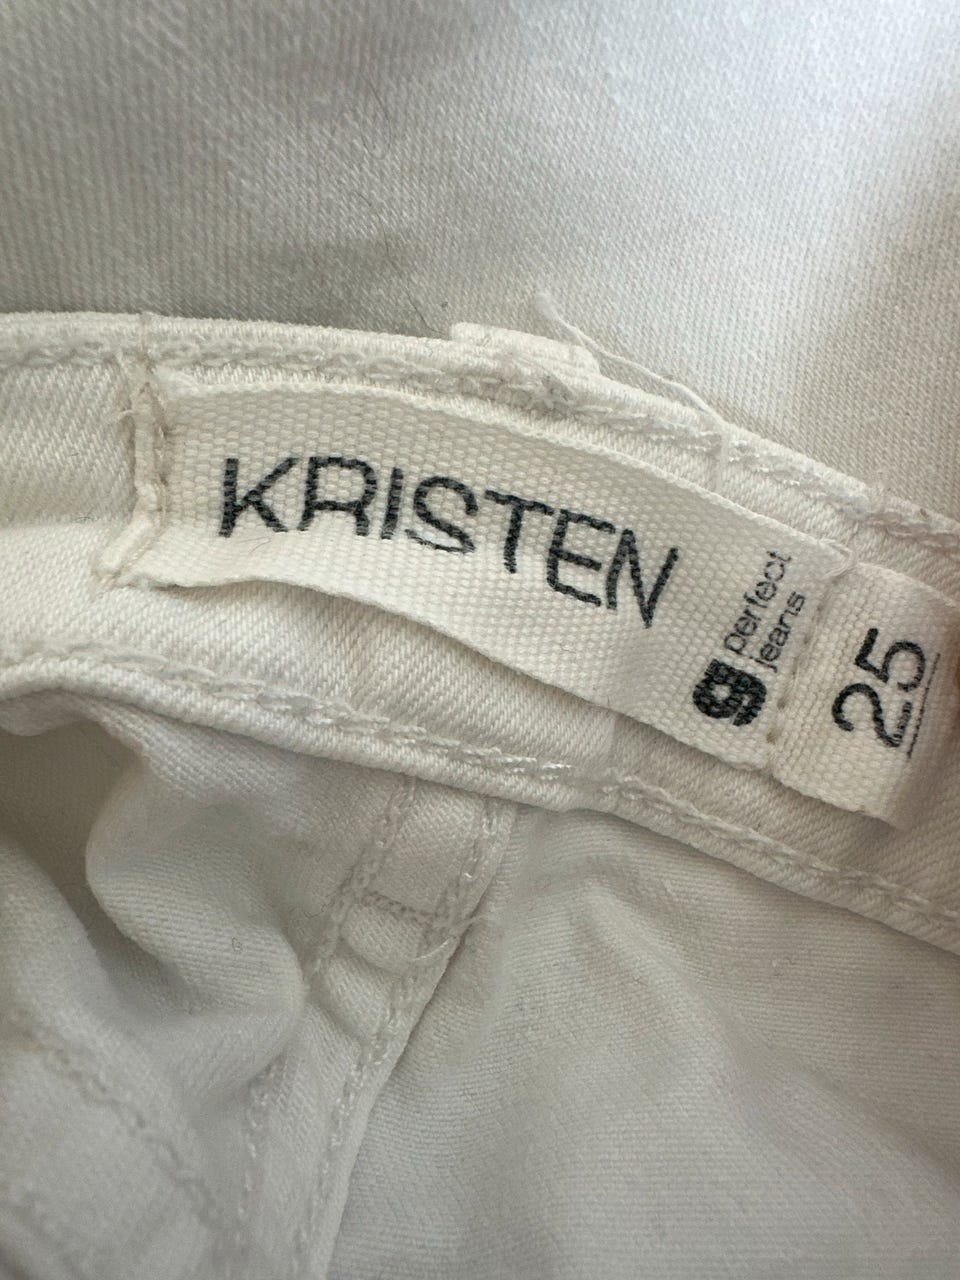 KRISTEN
g perfect
jeans
25